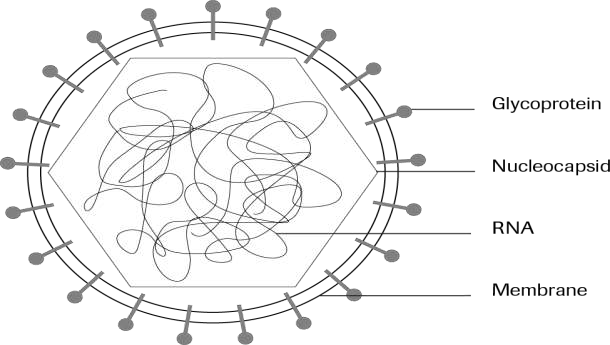 Glycoprotein
Nucleocapsid
RNA
Membrane